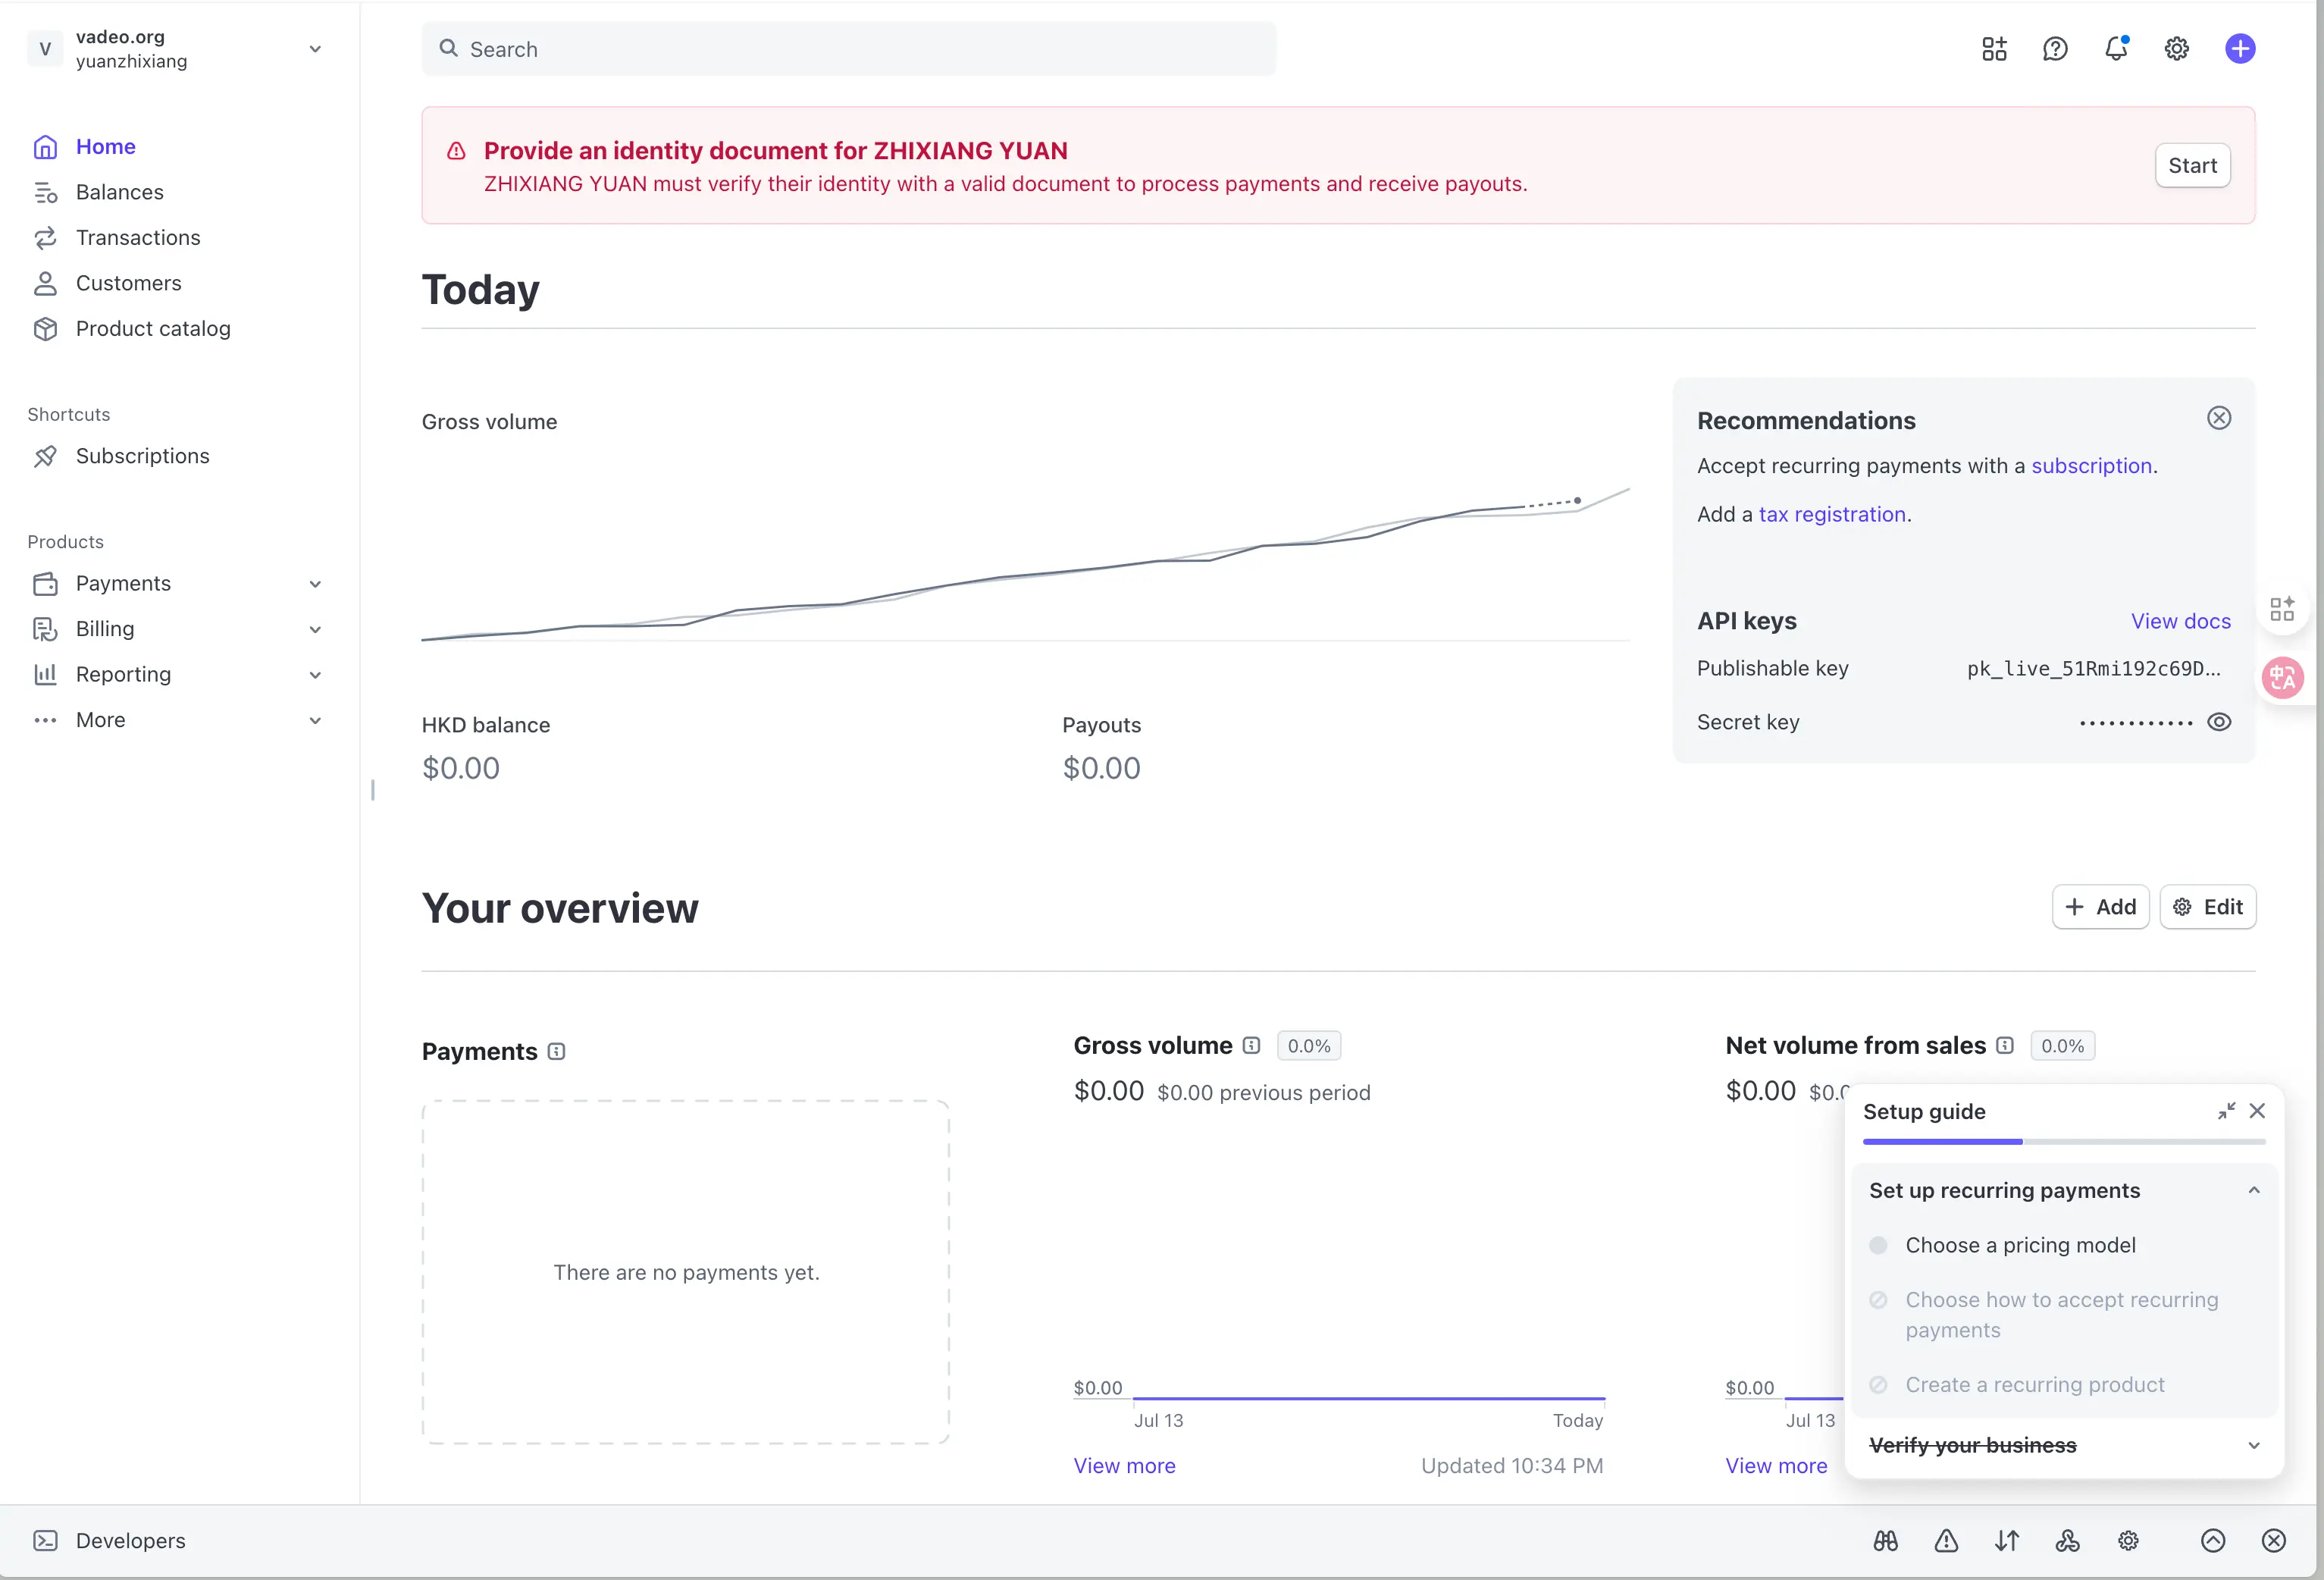 V
vadeo.org
yuanzhixiang
Search
Home
Balances
Transactions
Customers
Product catalog
Shortcuts
Subscriptions
Products
Payments
Billing
Reporting
More
Provide an identity document for ZHIXIANG YUAN
ZHIXIANG YUAN must verify their identity with a valid document to process payments and receive payouts.
Start
Today
Gross volume
HKD balance
$0.00
Payouts
$0.00
Recommendations
Accept recurring payments with a subscription.
Add a tax registration.
API keys
View docs
Publishable key
pk_live_51Rmi192c69D...
Secret key
••••••••••••
中A
Your overview
Add
Edit
Payments
There are no payments yet.
Gross volume
0.0%
$0.00
$0.00 previous period
$0.00
Jul 13
Today
View more
Updated 10:34 PM
Net volume from sales
0.0%
$0.00
$0.0
$0.00
Jul 13
View more
Setup guide
Set up recurring payments
Choose a pricing model
Choose how to accept recurring
payments
Create a recurring product
Verify your business
Developers